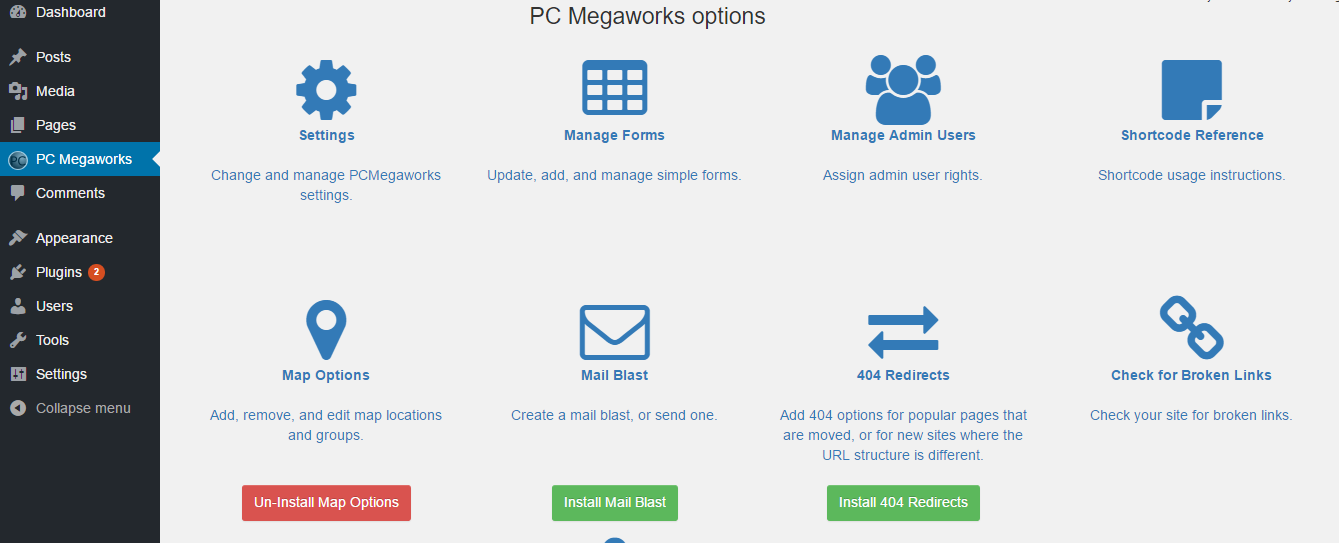 Dashboard
Posts
Media
Pages
PC Megaworks
Comments
Appearance
Plugins 2
Users
Tools
Settings
Collapse menu
PC Megaworks options
Settings
Change and manage PCMegaworks
settings.
Manage Forms
Update, add, and manage simple forms.
Manage Admin Users
Assign admin user rights.
Shortcode Reference
Shortcode usage instructions.
Map Options
Add, remove, and edit map locations
and groups.
Un-Install Map Options
Mail Blast
Create a mail blast, or send one.
Install Mail Blast
404 Redirects
Add 404 options for popular pages that
are moved, or for new sites where the
URL structure is different.
Install 404 Redirects
Check for Broken Links
Check your site for broken links.